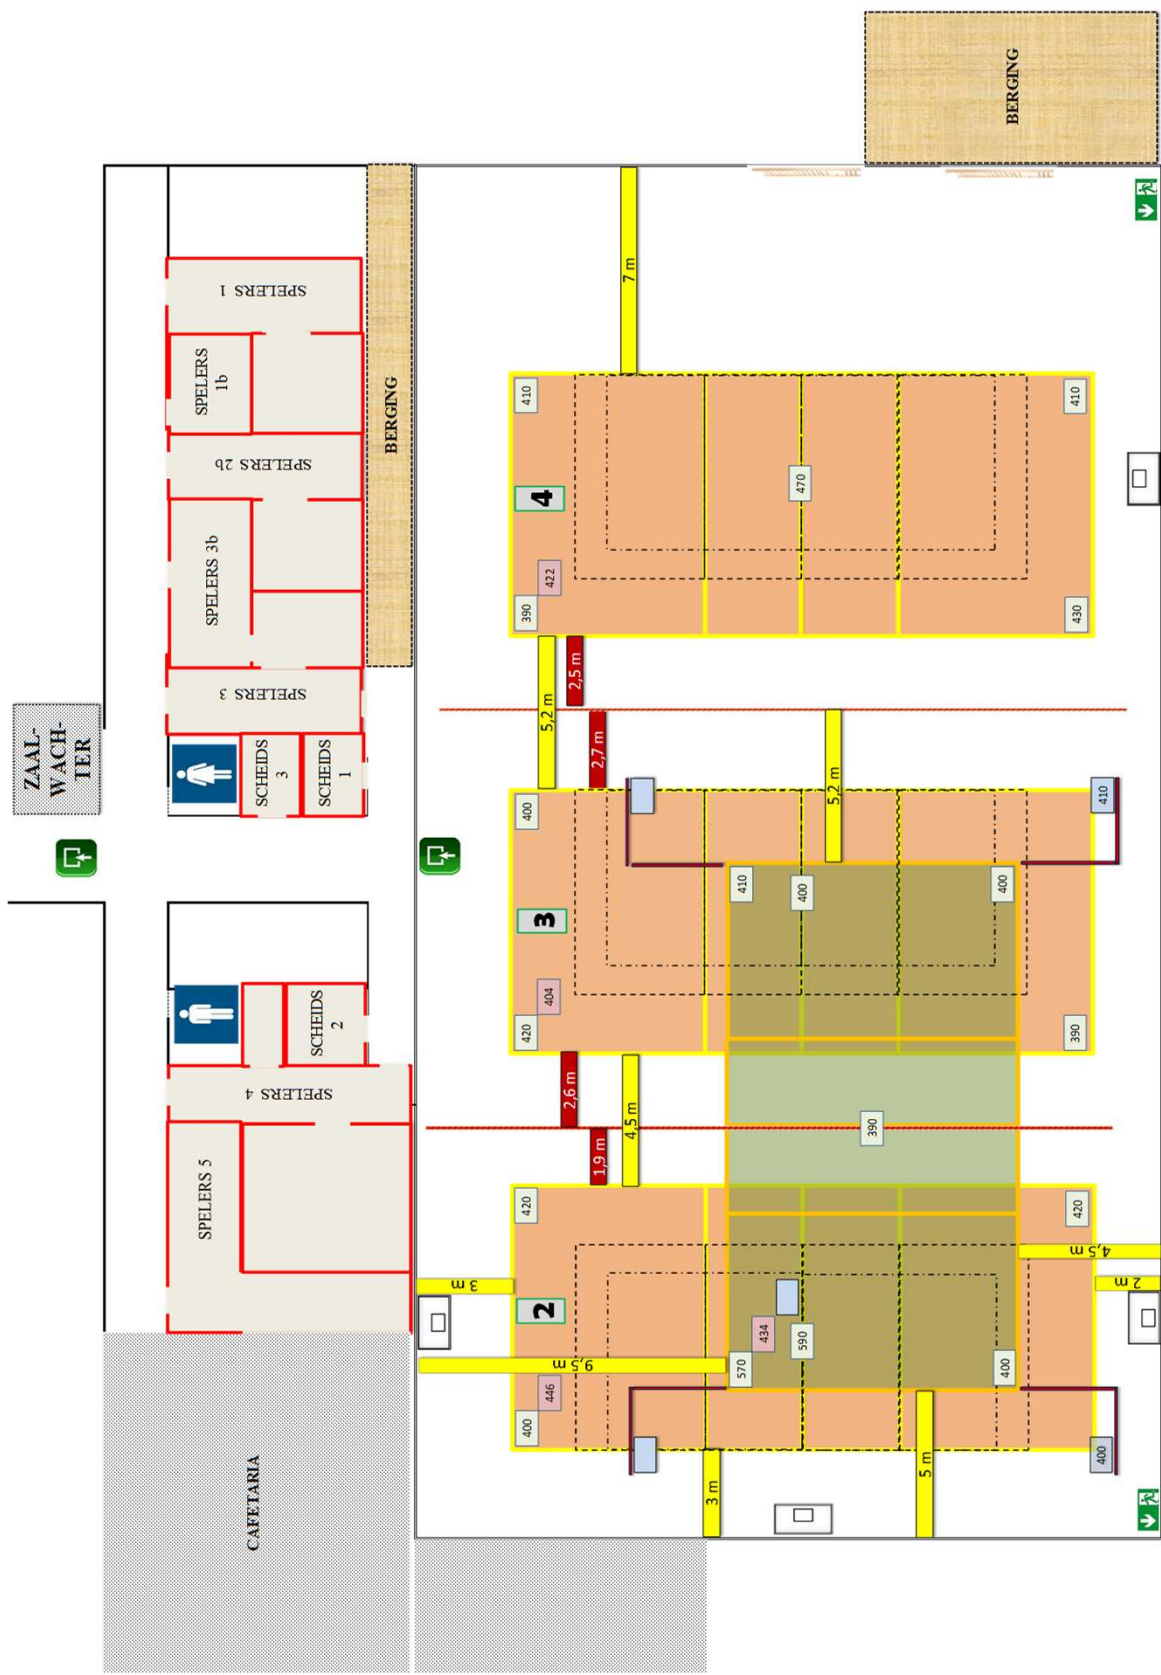 BERGING
SPELERS 1
SPELERS
1b
SPELERS 2b
SPELERS 3b
SPELERS 3
BERGING
ZAAL-
WACH-
TER
SCHEIDS
3
SCHEIDS
1
SCHEIDS
2
SPELERS 4
SPELERS 5
CAFETARIA
7 m
410
410
4
470
422
390
430
5,2 m
2,5 m
2,7 m
5,2 m
400
410
3
410
400
400
404
420
390
2,6 m
1,9 m
4,5 m
390
420
420
3 m
4,5 m
2 m
2
9,5 m
434
590
570
400
446
400
400
3 m
5 m